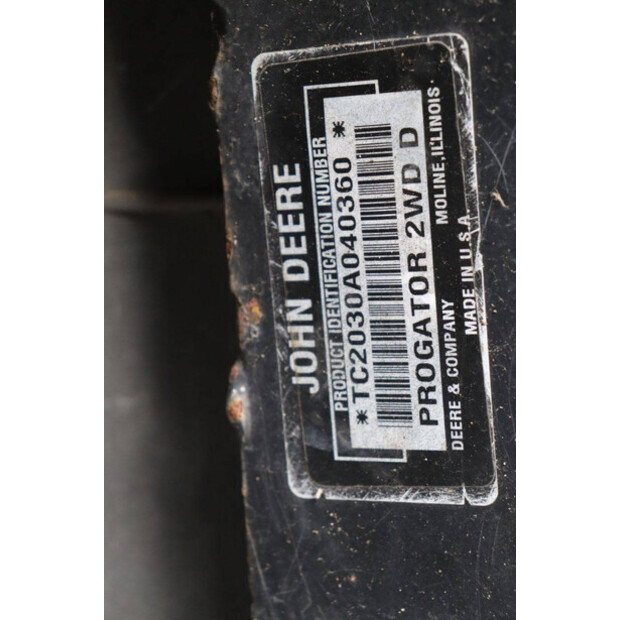 JOHN DEERE
PRODUCT IDENTIFICATION NUMBER
*TC2030A040360 *
PROGATOR 2WD D
DEERE & COMPANY MOLINE, ILLINOIS
MADE IN U.S.A.